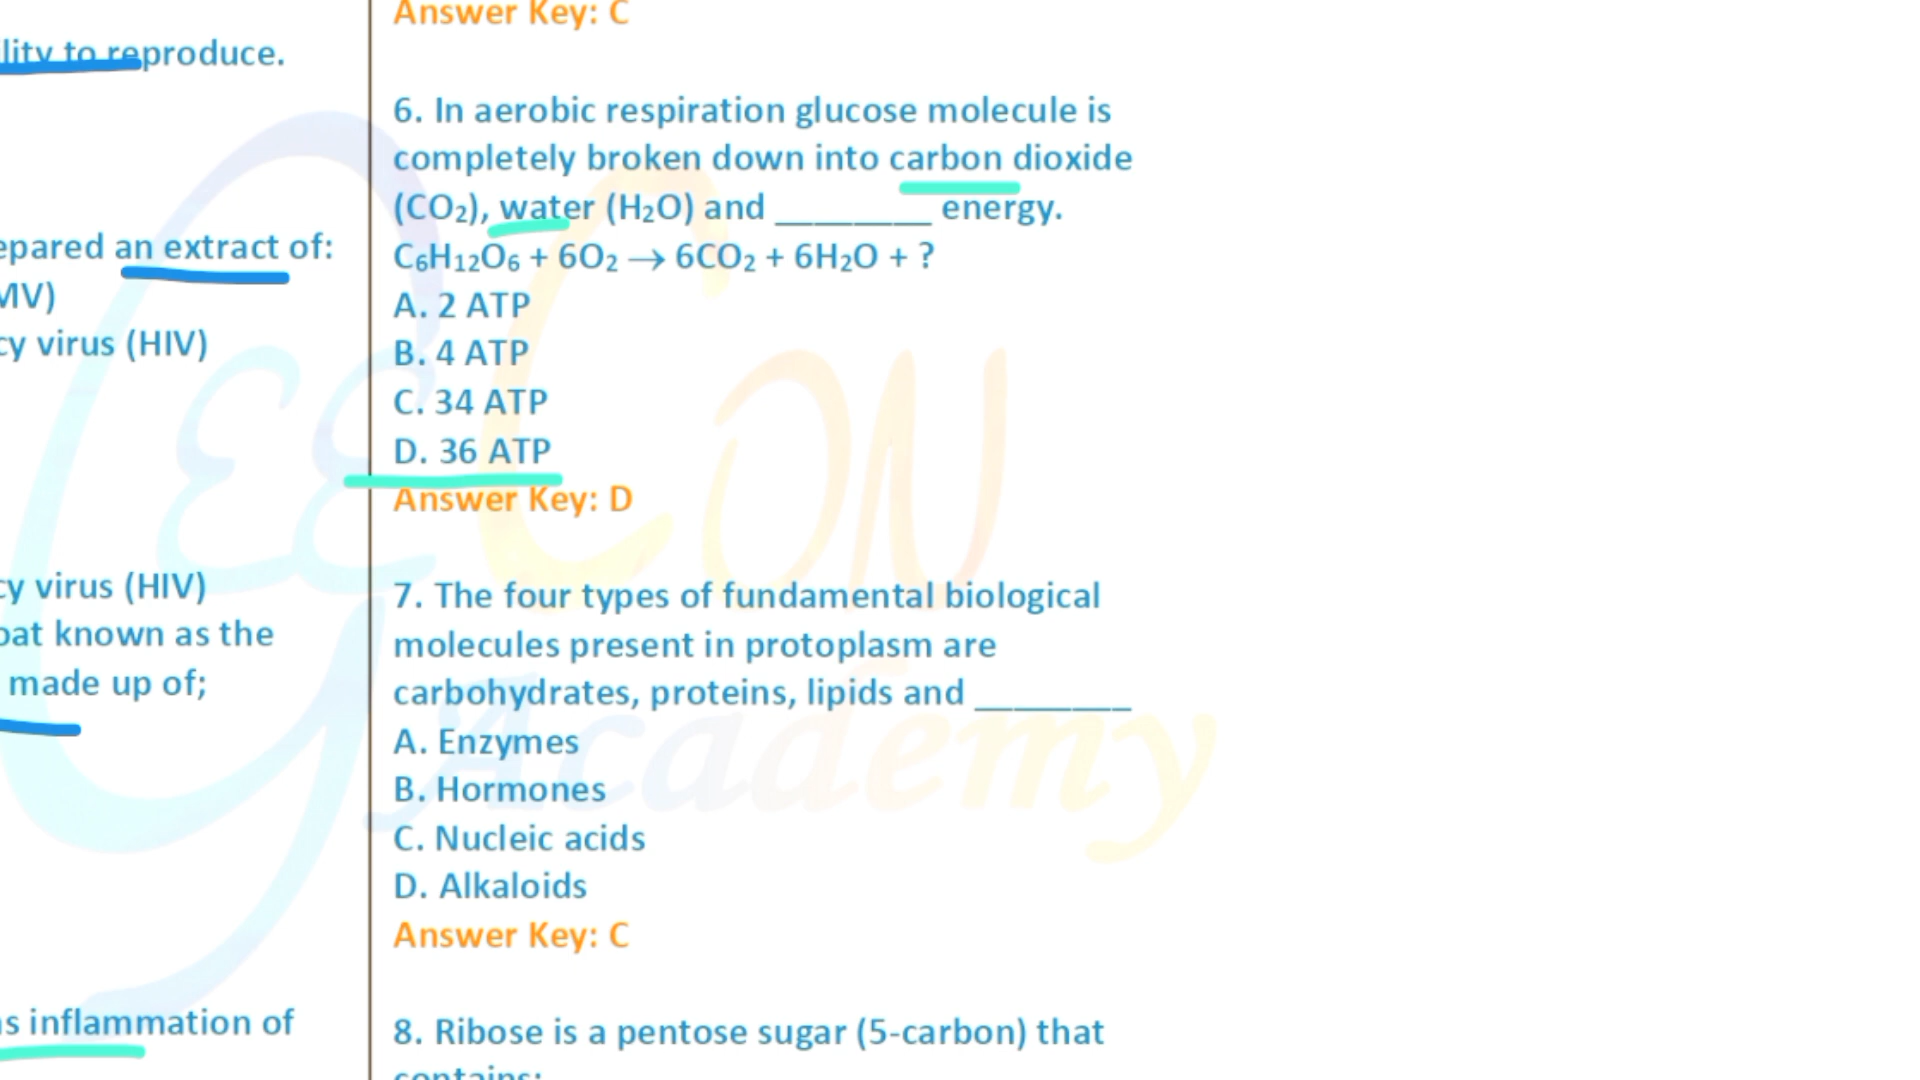 lity to reproduce.
epared an extract of:
MV)
cy virus (HIV)
cy virus (HIV)
oat known as the
made up of;
s inflammation of
Answer Key: C
6. In aerobic respiration glucose molecule is
completely broken down into carbon dioxide
(CO₂), water (H₂O) and ________ energy.
C₆H₁₂O₆ + 6O₂ → 6CO₂ + 6H₂O + ?
A. 2 ATP
B. 4 ATP
C. 34 ATP
D. 36 ATP
Answer Key: D
7. The four types of fundamental biological
molecules present in protoplasm are
carbohydrates, proteins, lipids and ________
A. Enzymes
B. Hormones
C. Nucleic acids
D. Alkaloids
Answer Key: C
8. Ribose is a pentose sugar (5-carbon) that
contains:
GeeCon
Academy